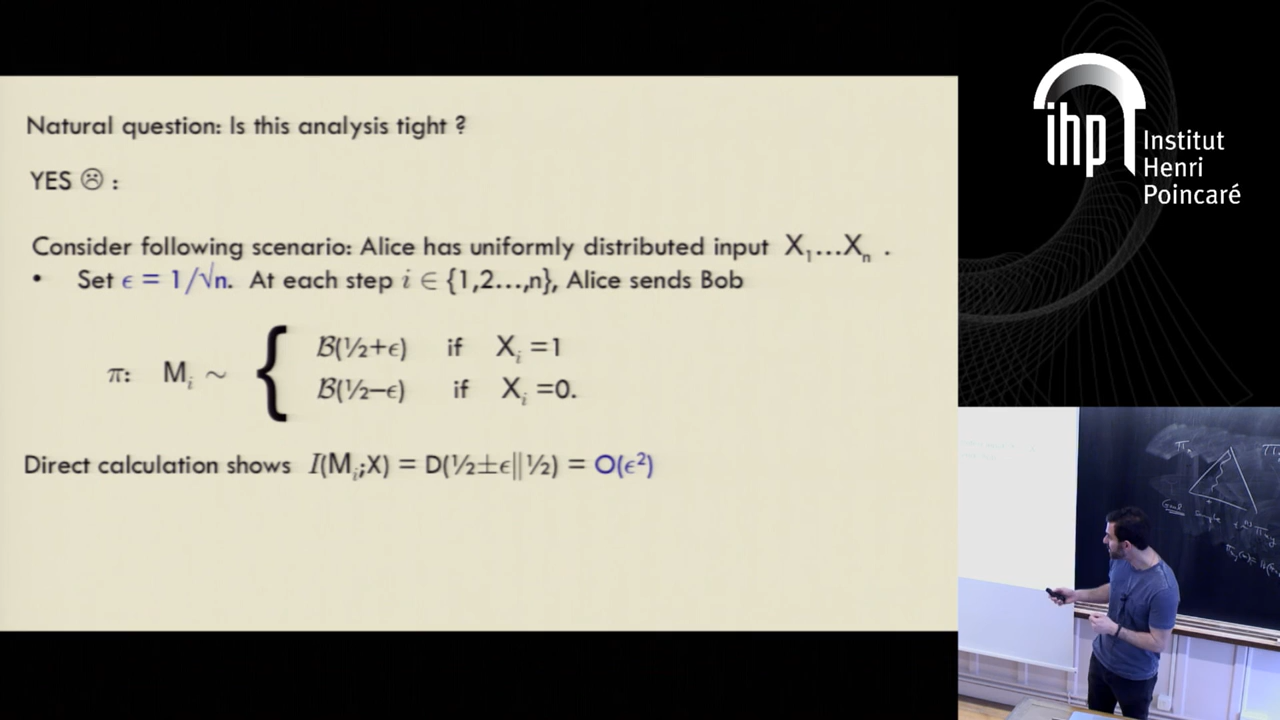 Natural question: Is this analysis tight ?
YES ☹ :
Consider following scenario: Alice has uniformly distributed input X₁...Xₙ .
• Set ϵ = 1/√n. At each step i ∈ {1,2...,n}, Alice sends Bob
π: Mᵢ ~ { ℬ(½+ϵ) if Xᵢ =1
ℬ(½−ϵ) if Xᵢ =0.
Direct calculation shows I(Mᵢ;X) = D(½±ϵ||½) = O(ϵ²)
ihp
Institut
Henri
Poincaré
Goal sample